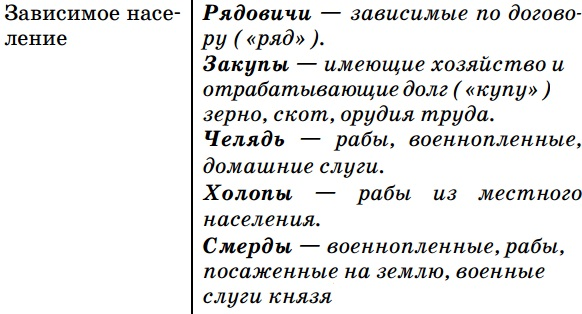 Зависимое насе-
ление
Рядовичи — зависимые по догово-
ру («ряд»).
Закупы — имеющие хозяйство и
отрабатывающие долг («купу»)
зерно, скот, орудия труда.
Челядь — рабы, военнопленные,
домашние слуги.
Холопы — рабы из местного
населения.
Смерды — военнопленные, рабы,
посаженные на землю, военные
слуги князя